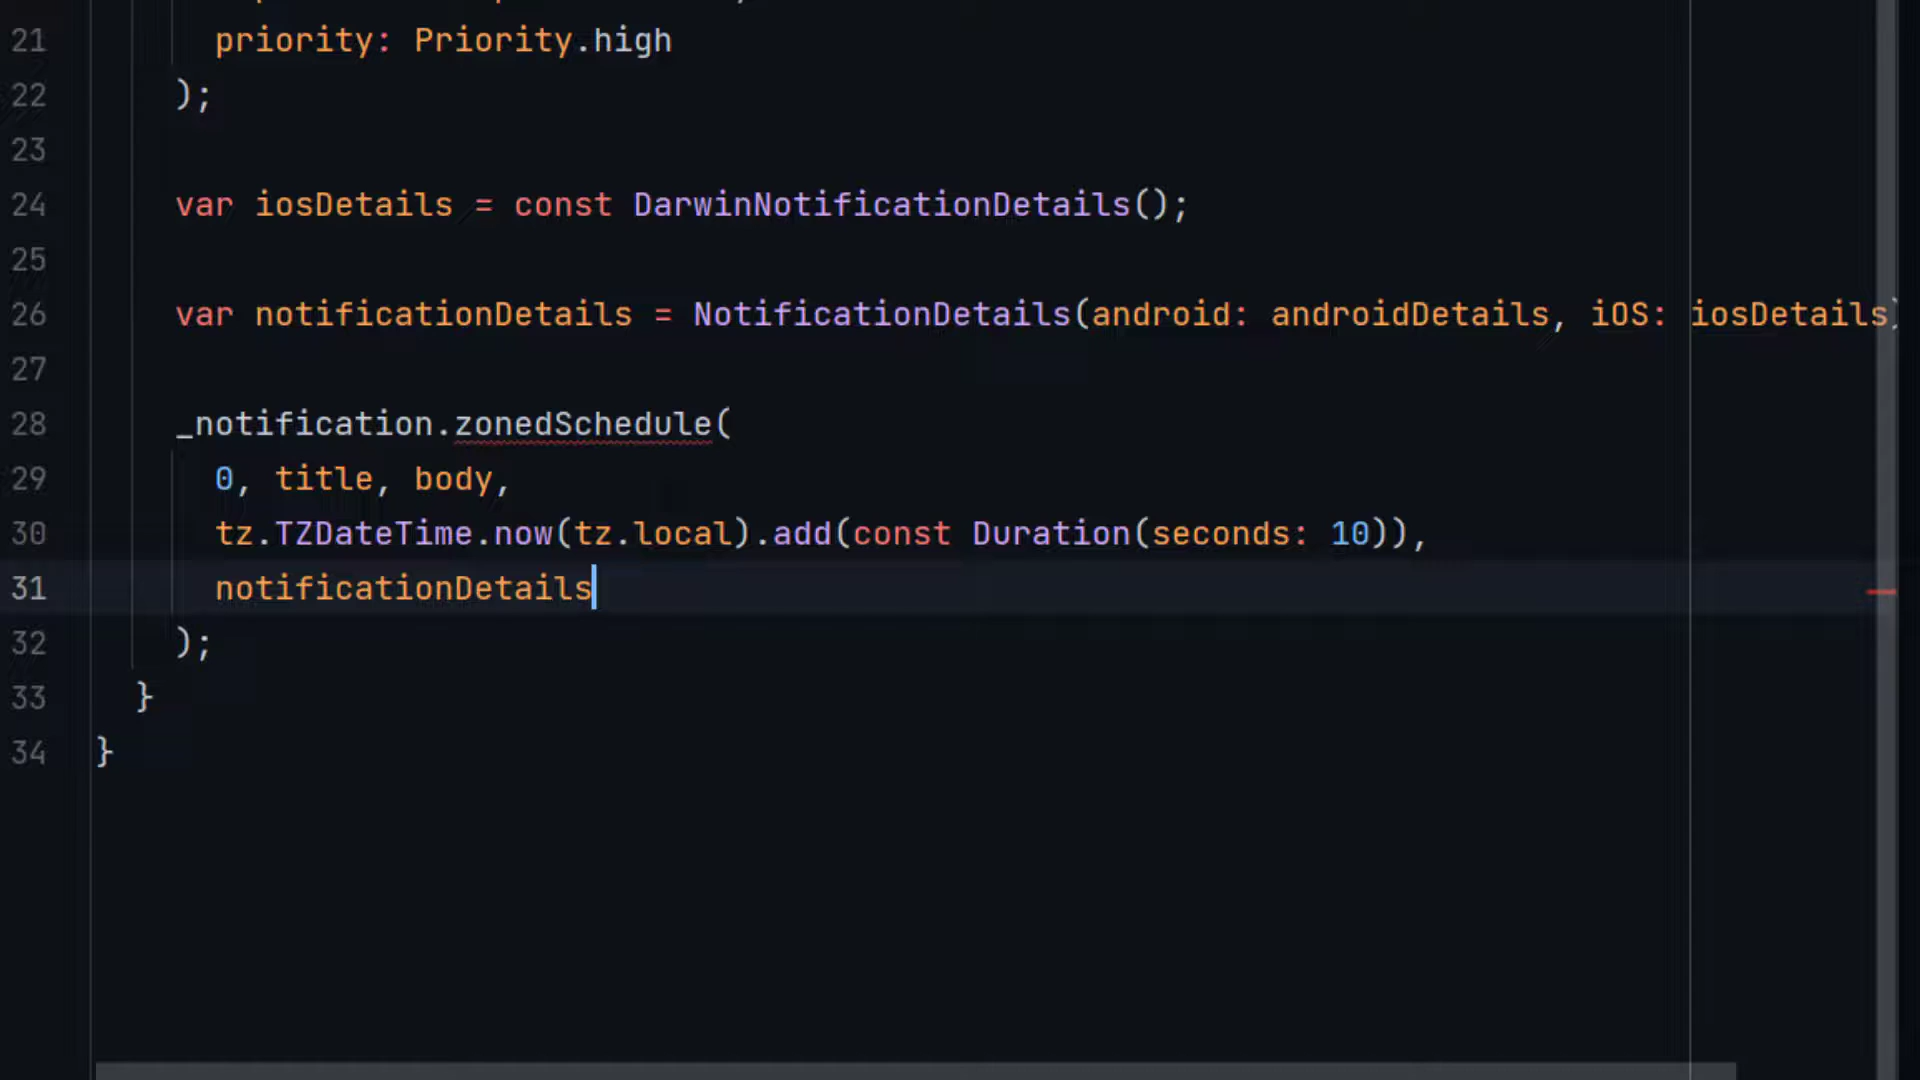 21 priority: Priority.high
22 );
23
24 var iosDetails = const DarwinNotificationDetails();
25
26 var notificationDetails = NotificationDetails(android: androidDetails, iOS: iosDetails)
27
28 _notification.zonedSchedule(
29 0, title, body,
30 tz.TZDateTime.now(tz.local).add(const Duration(seconds: 10)),
31 notificationDetails
32 );
33 }
34 }